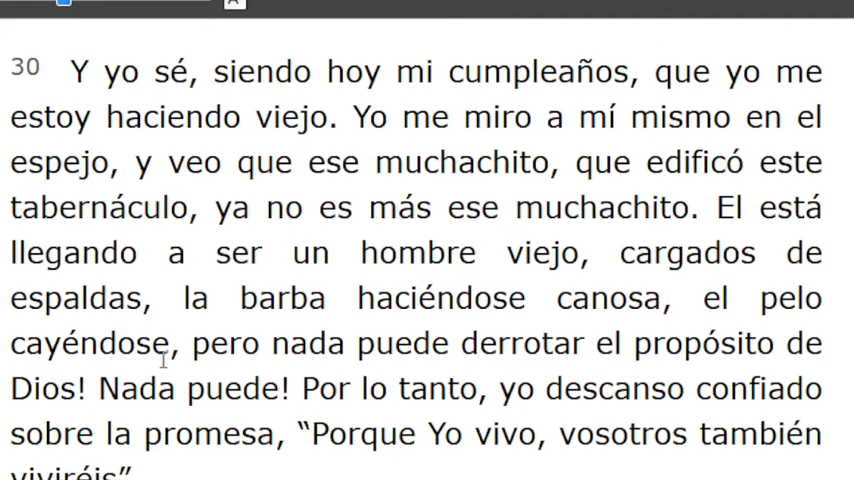 A
30 Y yo sé, siendo hoy mi cumpleaños, que yo me
estoy haciendo viejo. Yo me miro a mí mismo en el
espejo, y veo que ese muchachito, que edificó este
tabernáculo, ya no es más ese muchachito. El está
llegando a ser un hombre viejo, cargados de
espaldas, la barba haciéndose canosa, el pelo
cayéndose, pero nada puede derrotar el propósito de
Dios! Nada puede! Por lo tanto, yo descanso confiado
sobre la promesa, “Porque Yo vivo, vosotros también
viviréis”